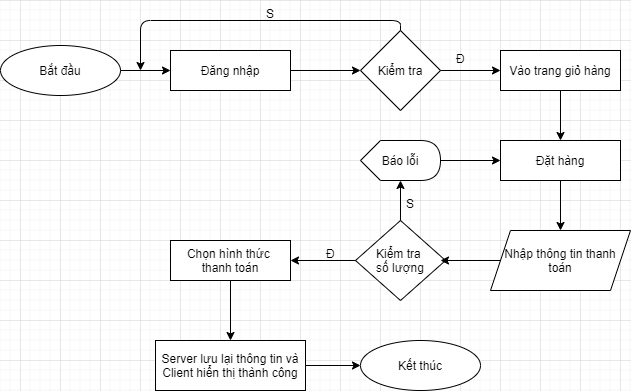 S
Bắt đầu
Đăng nhập
Kiểm tra
Đ
Vào trang giỏ hàng
Báo lỗi
Đặt hàng
S
Chọn hình thức
thanh toán
Đ
Kiểm tra
số lượng
Nhập thông tin thanh
toán
Server lưu lại thông tin và
Client hiển thị thành công
Kết thúc